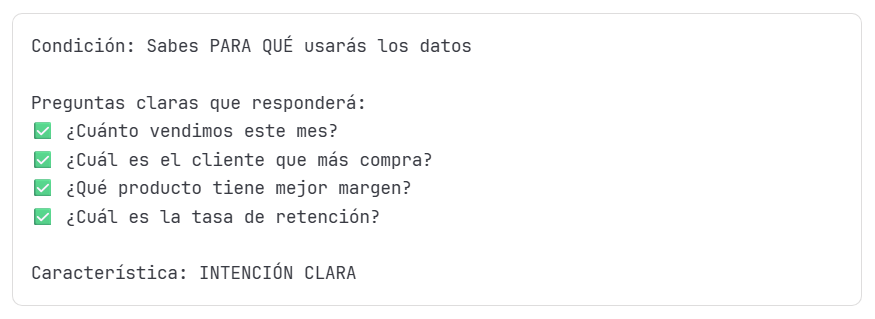 Condición: Sabes PARA QUÉ usarás los datos
Preguntas claras que responderá:
✅ ¿Cuánto vendimos este mes?
✅ ¿Cuál es el cliente que más compra?
✅ ¿Qué producto tiene mejor margen?
✅ ¿Cuál es la tasa de retención?
Característica: INTENCIÓN CLARA